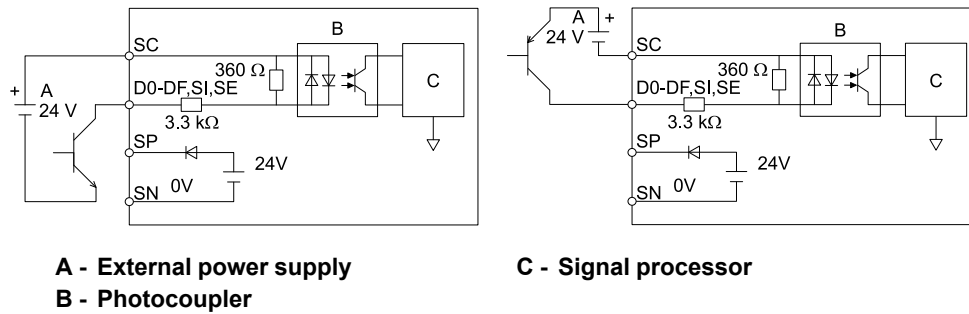 B
SC
360 Ω
+ A
24 V
D0-DF,SI,SE
C
3.3 kΩ
SP
24V
0V
SN
A +
24 V
B
SC
360 Ω
D0-DF,SI,SE
C
3.3 kΩ
SP
24V
0V
SN
A - External power supply
B - Photocoupler
C - Signal processor